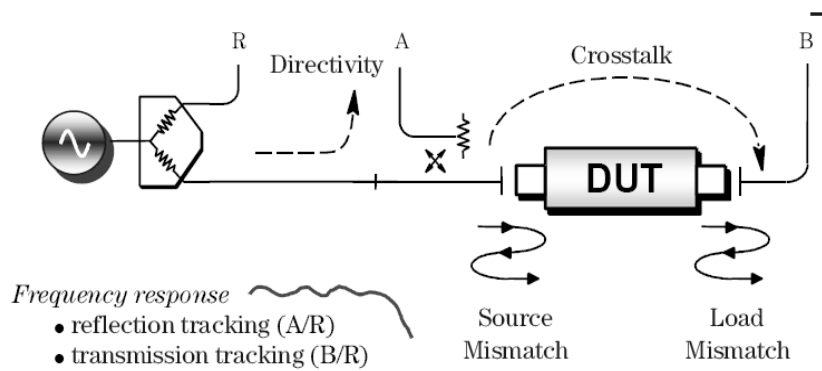 R
A
B
Directivity
Crosstalk
DUT
Frequency response
• reflection tracking (A/R)
• transmission tracking (B/R)
Source
Mismatch
Load
Mismatch